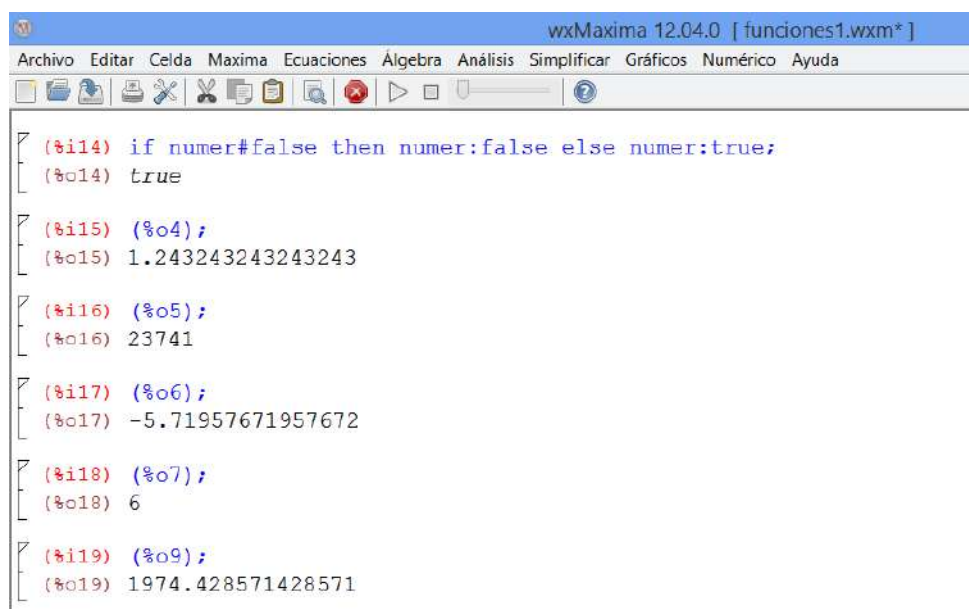 wxMaxima 12.04.0 [ funciones1.wxm* ]
Archivo Editar Celda Maxima Ecuaciones Álgebra Análisis Simplificar Gráficos Numérico Ayuda
(%i14) if numer#false then numer:false else numer:true;
(%o14) true
(%i15) (%o4);
(%o15) 1.243243243243243
(%i16) (%o5);
(%o16) 23741
(%i17) (%o6);
(%o17) -5.71957671957672
(%i18) (%o7);
(%o18) 6
(%i19) (%o9);
(%o19) 1974.428571428571